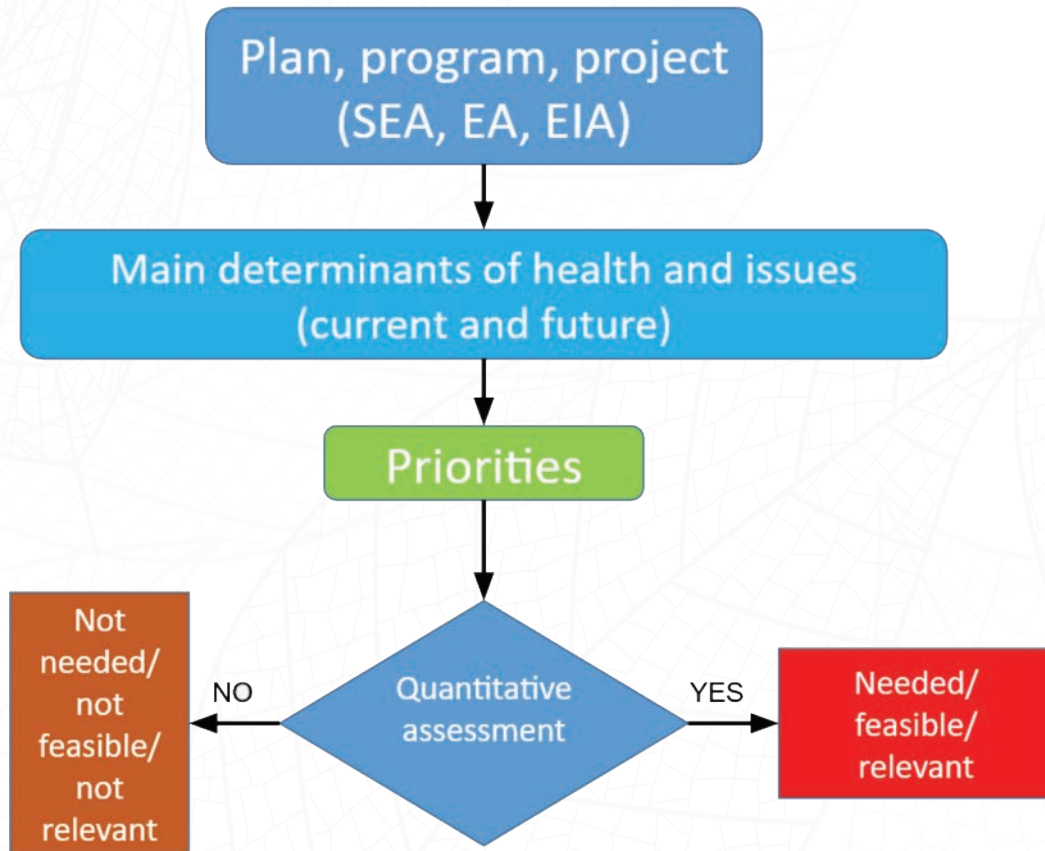 Plan, program, project
(SEA, EA, EIA)
Main determinants of health and issues
(current and future)
Priorities
Not
needed/
not
feasible/
not
relevant
NO
Quantitative
assessment
YES
Needed/
feasible/
relevant